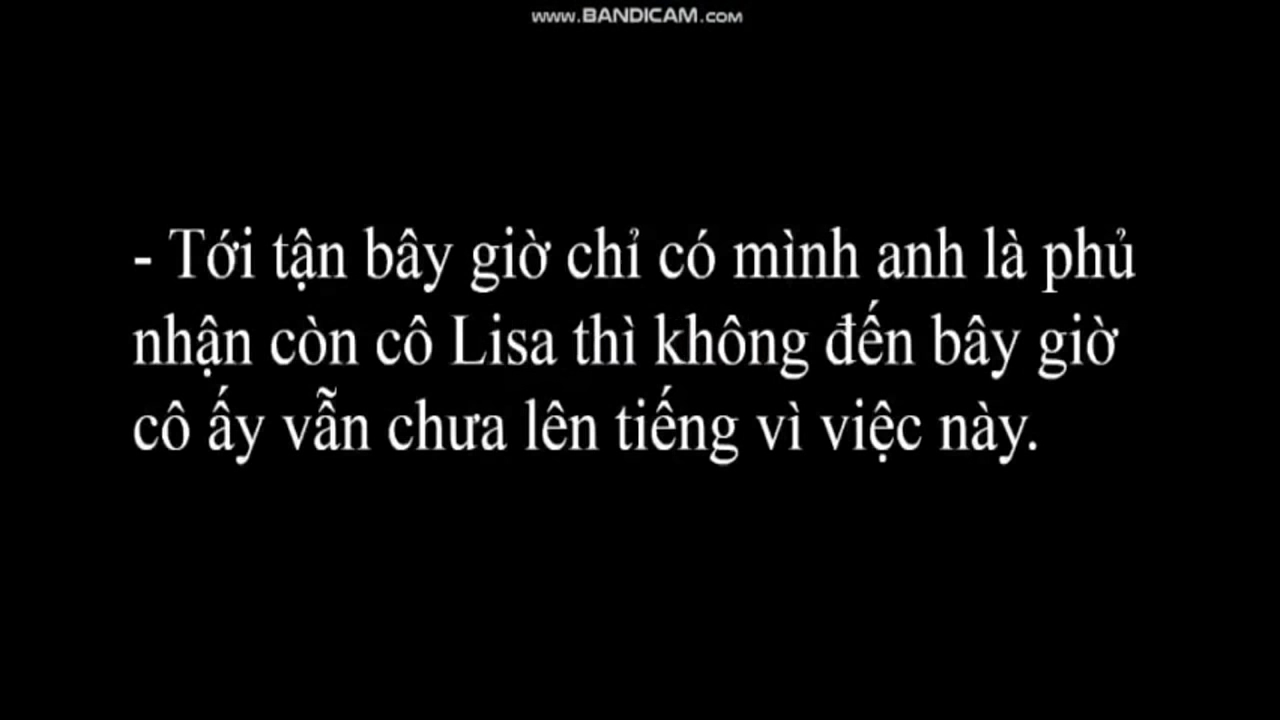 www.BANDICAM.com
- Tới tận bây giờ chỉ có mình anh là phủ
nhận còn cô Lisa thì không đến bây giờ
cô ấy vẫn chưa lên tiếng vì việc này.